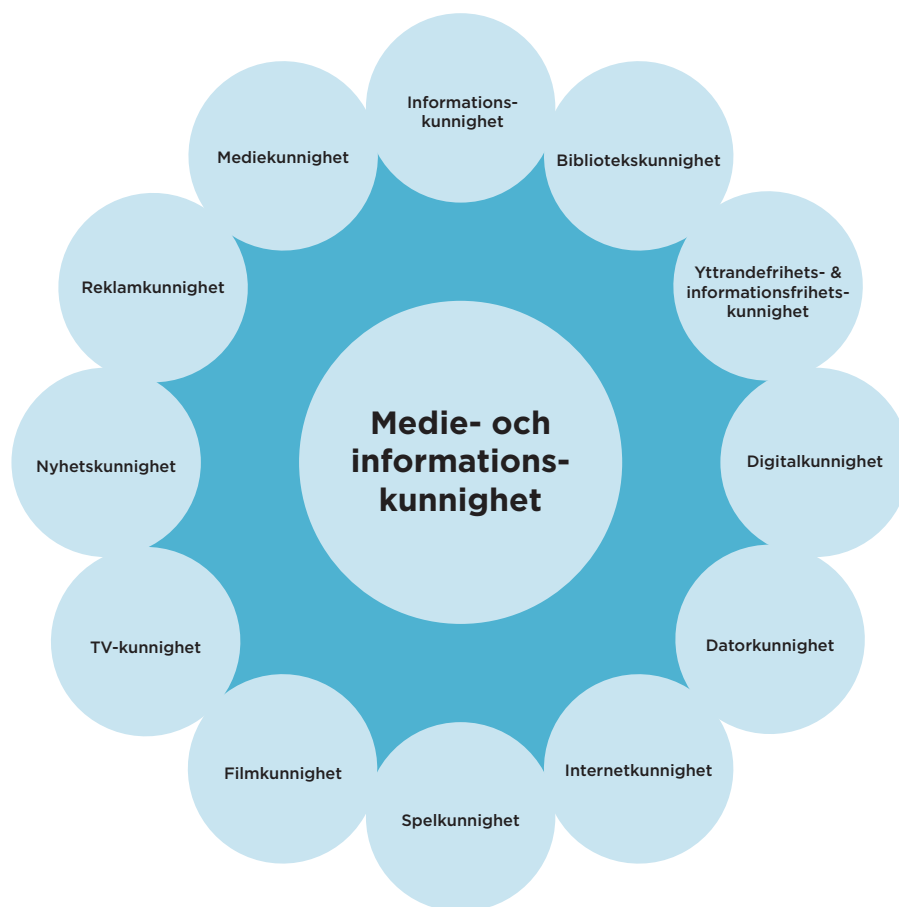 Informations-
kunnighet
Bibliotekskunnighet
Yttrandefrihets- &
informationsfrihets-
kunnighet
Digitalkunnighet
Datorkunnighet
Internetkunnighet
Spelkunnighet
Filmkunnighet
TV-kunnighet
Nyhetskunnighet
Reklamkunnighet
Mediekunnighet
Medie- och
informations-
kunnighet